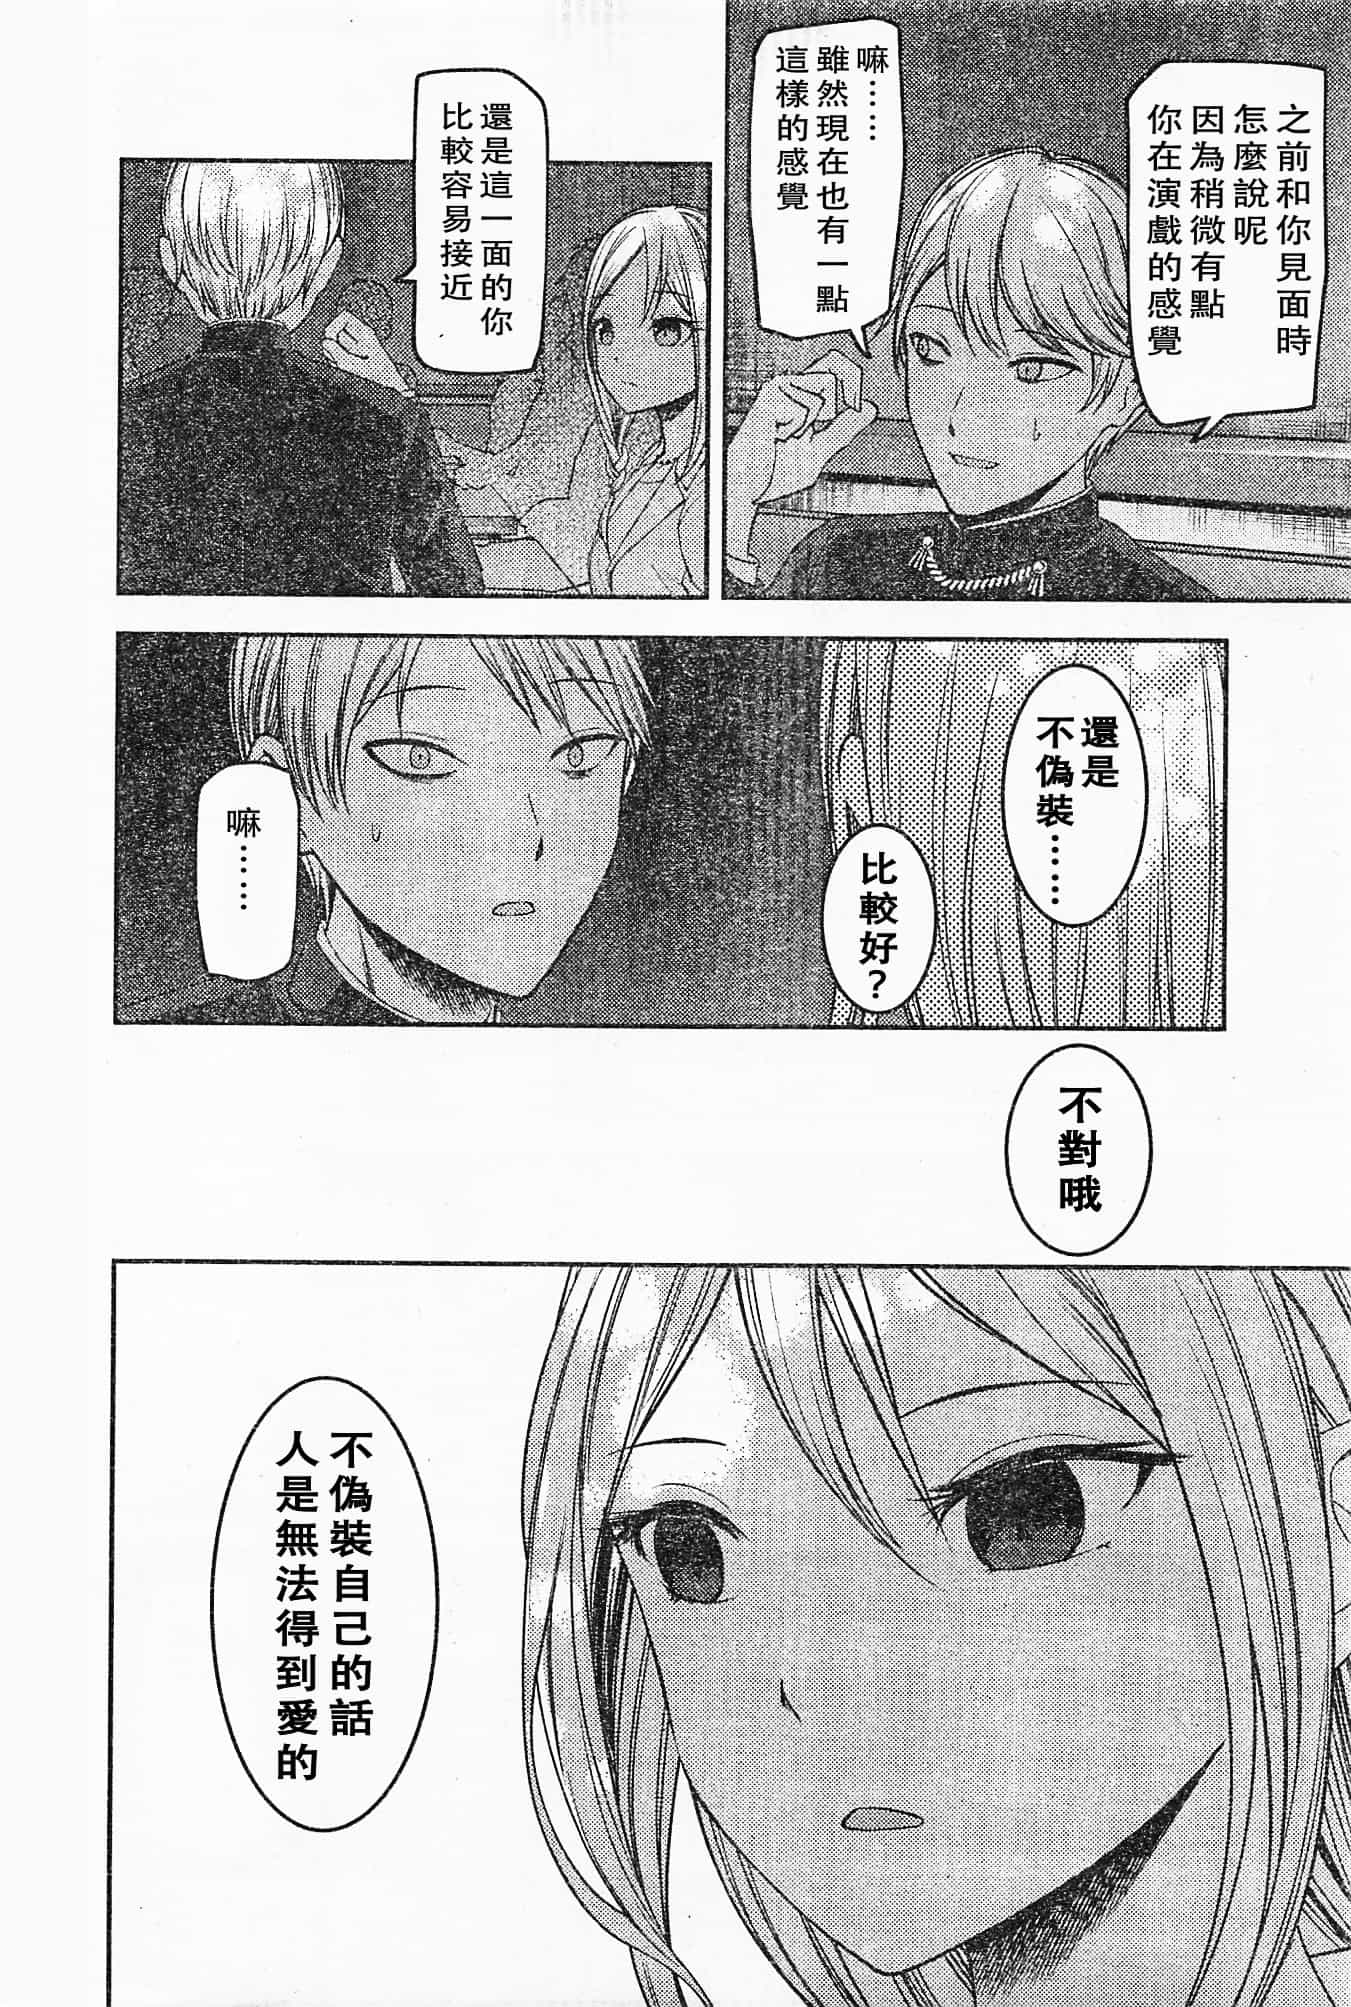 之前和你見面時
怎麼說呢
因為稍微有點
你在演戲的感覺
嘛……
雖然現在也有一點
這樣的感覺
還是這一面的你
比較容易接近
還是
不偽裝……
比較好？
嘛……
不對哦
不偽裝自己的話
人是無法得到愛的